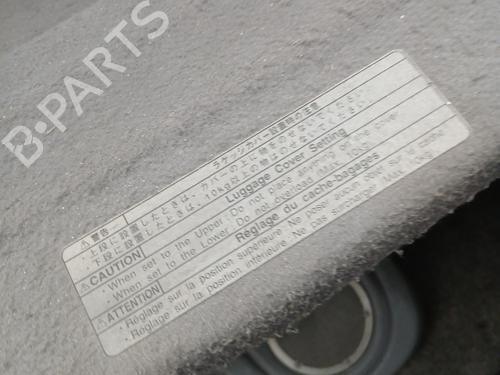 B-PARTS
ラゲッジカバー設置時の注意
⚠警告
・上段に設置したときは、カバーの上に物をのせないでください。
・下段に設置したときは、10kg以上の物はのせないでください。
Luggage Cover Setting
⚠CAUTION
・When set to the Upper: Do not place anything on the cover.
・When set to the Lower: Do not overload (Max. 10KG).
Réglage du cache-bagages
⚠ATTENTION
・Réglage sur la position supérieure: Ne poser aucun objet sur le cache
・Réglage sur la position inférieure: Ne pas surcharger (Max. 10KG).